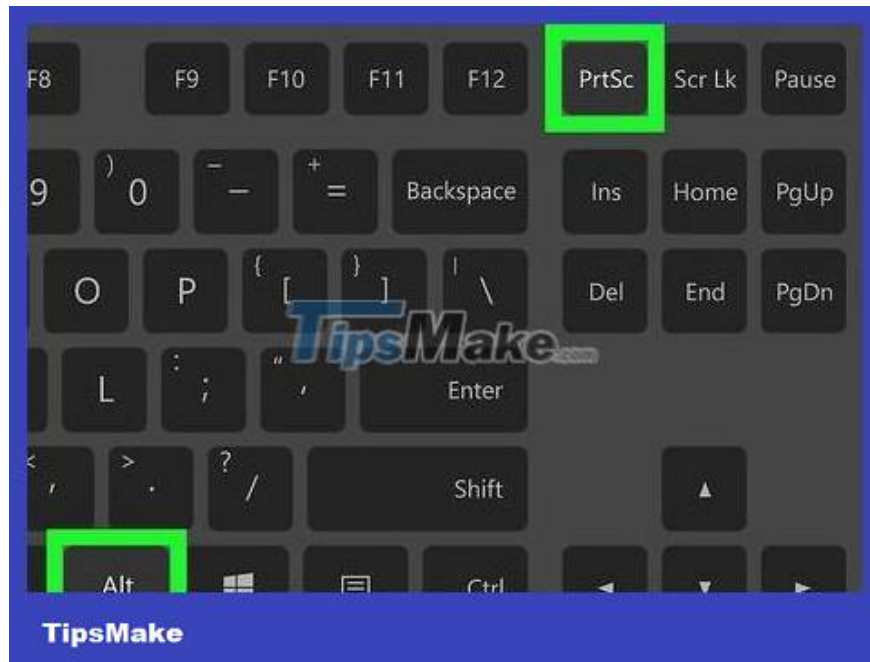 F8 F9 F10 F11 F12 PrtSc Scr Lk Pause
9 ) 0 _ – + = Backspace Ins Home PgUp
O P { [ } ] | \ Del End PgDn
TipsMake.com
L : ; " ' Enter
< , > . ? / Shift
Alt Ctrl
TipsMake